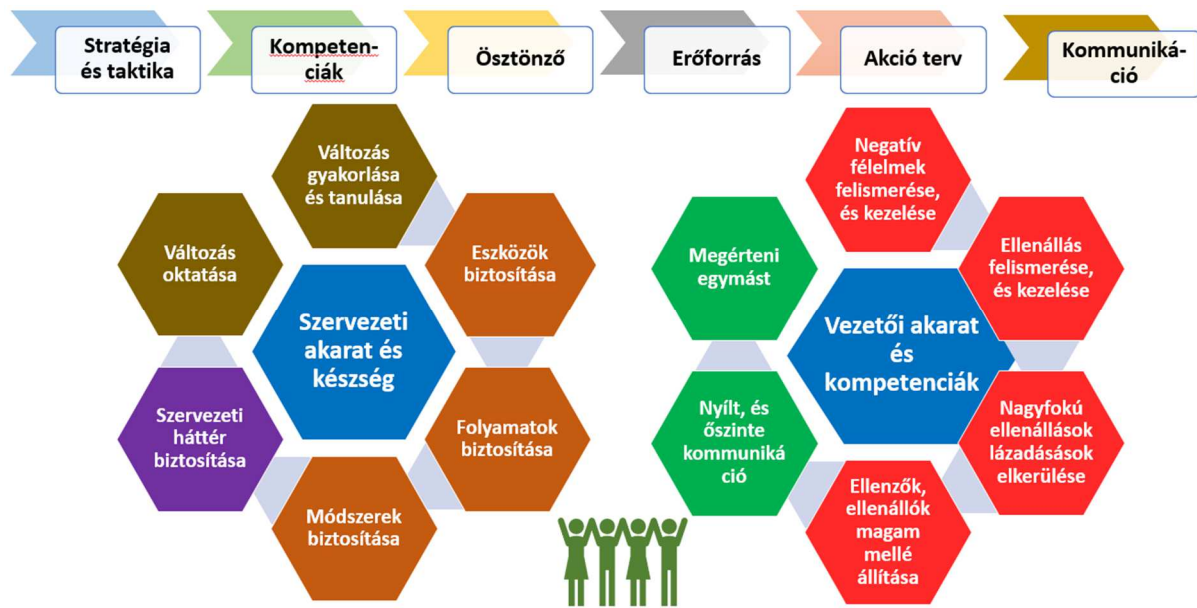 Stratégia
és taktika
Kompeten-
ciák
Ösztönző
Erőforrás
Akció terv
Kommuniká-
ció
Változás
gyakorlása
és tanulása
Változás
oktatása
Eszközök
biztosítása
Szervezeti
akarat és
készség
Szervezeti
háttér
biztosítása
Folyamatok
biztosítása
Módszerek
biztosítása
Negatív
félelmek
felismerése,
és kezelése
Megérteni
egymást
Ellenállás
felismerése,
és kezelése
Vezetői akarat
és
kompetenciák
Nyílt, és
őszinte
kommuniká
ció
Nagyfokú
ellenállások
lázadásások
elkerülése
Ellenzők,
ellenállók
magam
mellé
állítása